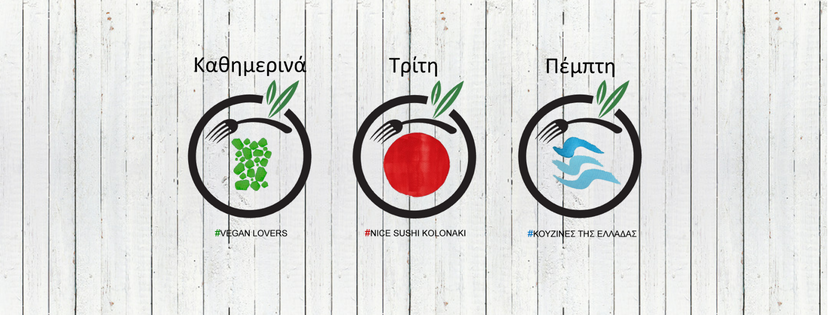 Καθημερινά
Τρίτη
Πέμπτη
#VEGAN LOVERS
#NICE SUSHI KOLONAKI
#ΚΟΥΖΙΝΕΣ ΤΗΣ ΕΛΛΑΔΑΣ